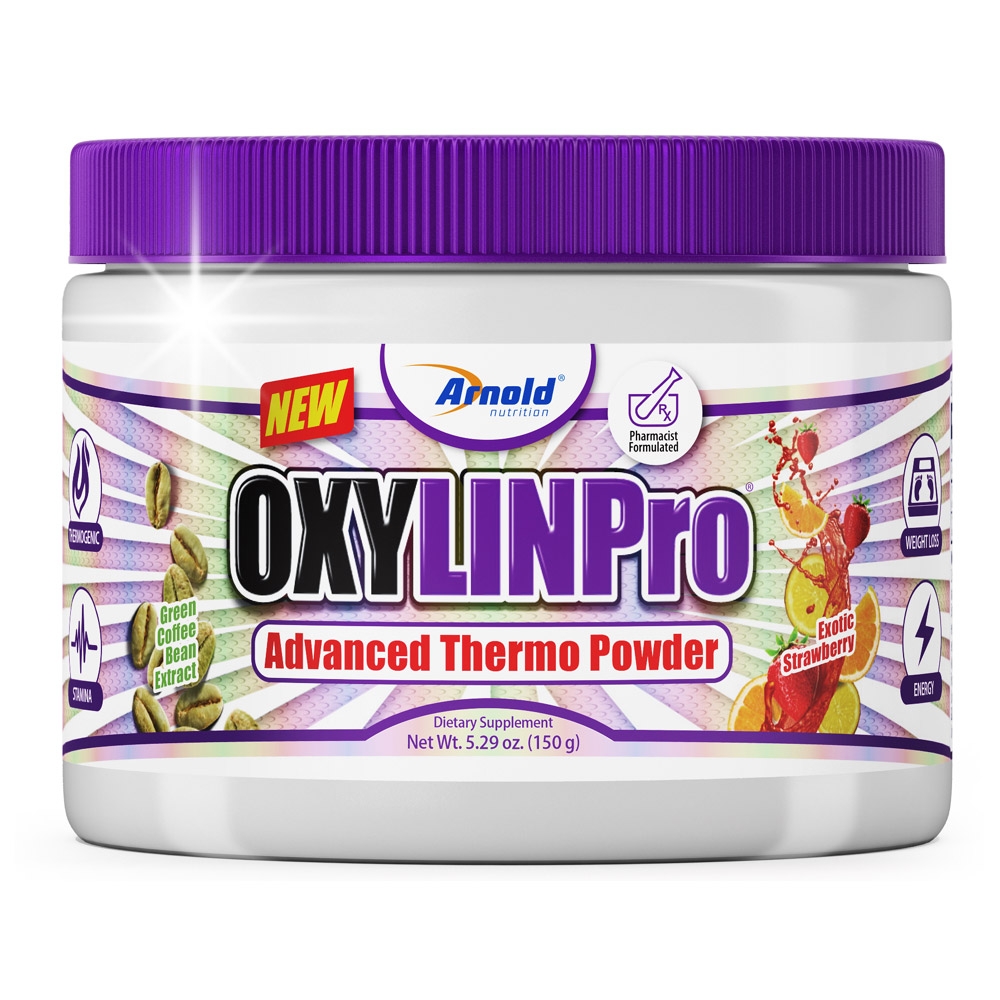 NEW
Arnold®
nutrition
RX
Pharmacist
Formulated
OXYLINPro®
Advanced Thermo Powder
THERMOGENIC
STAMINA
Green
Coffee
Bean
Extract
Exotic
Strawberry
WEIGHT LOSS
ENERGY
Dietary Supplement
Net Wt. 5.29 oz. (150 g)